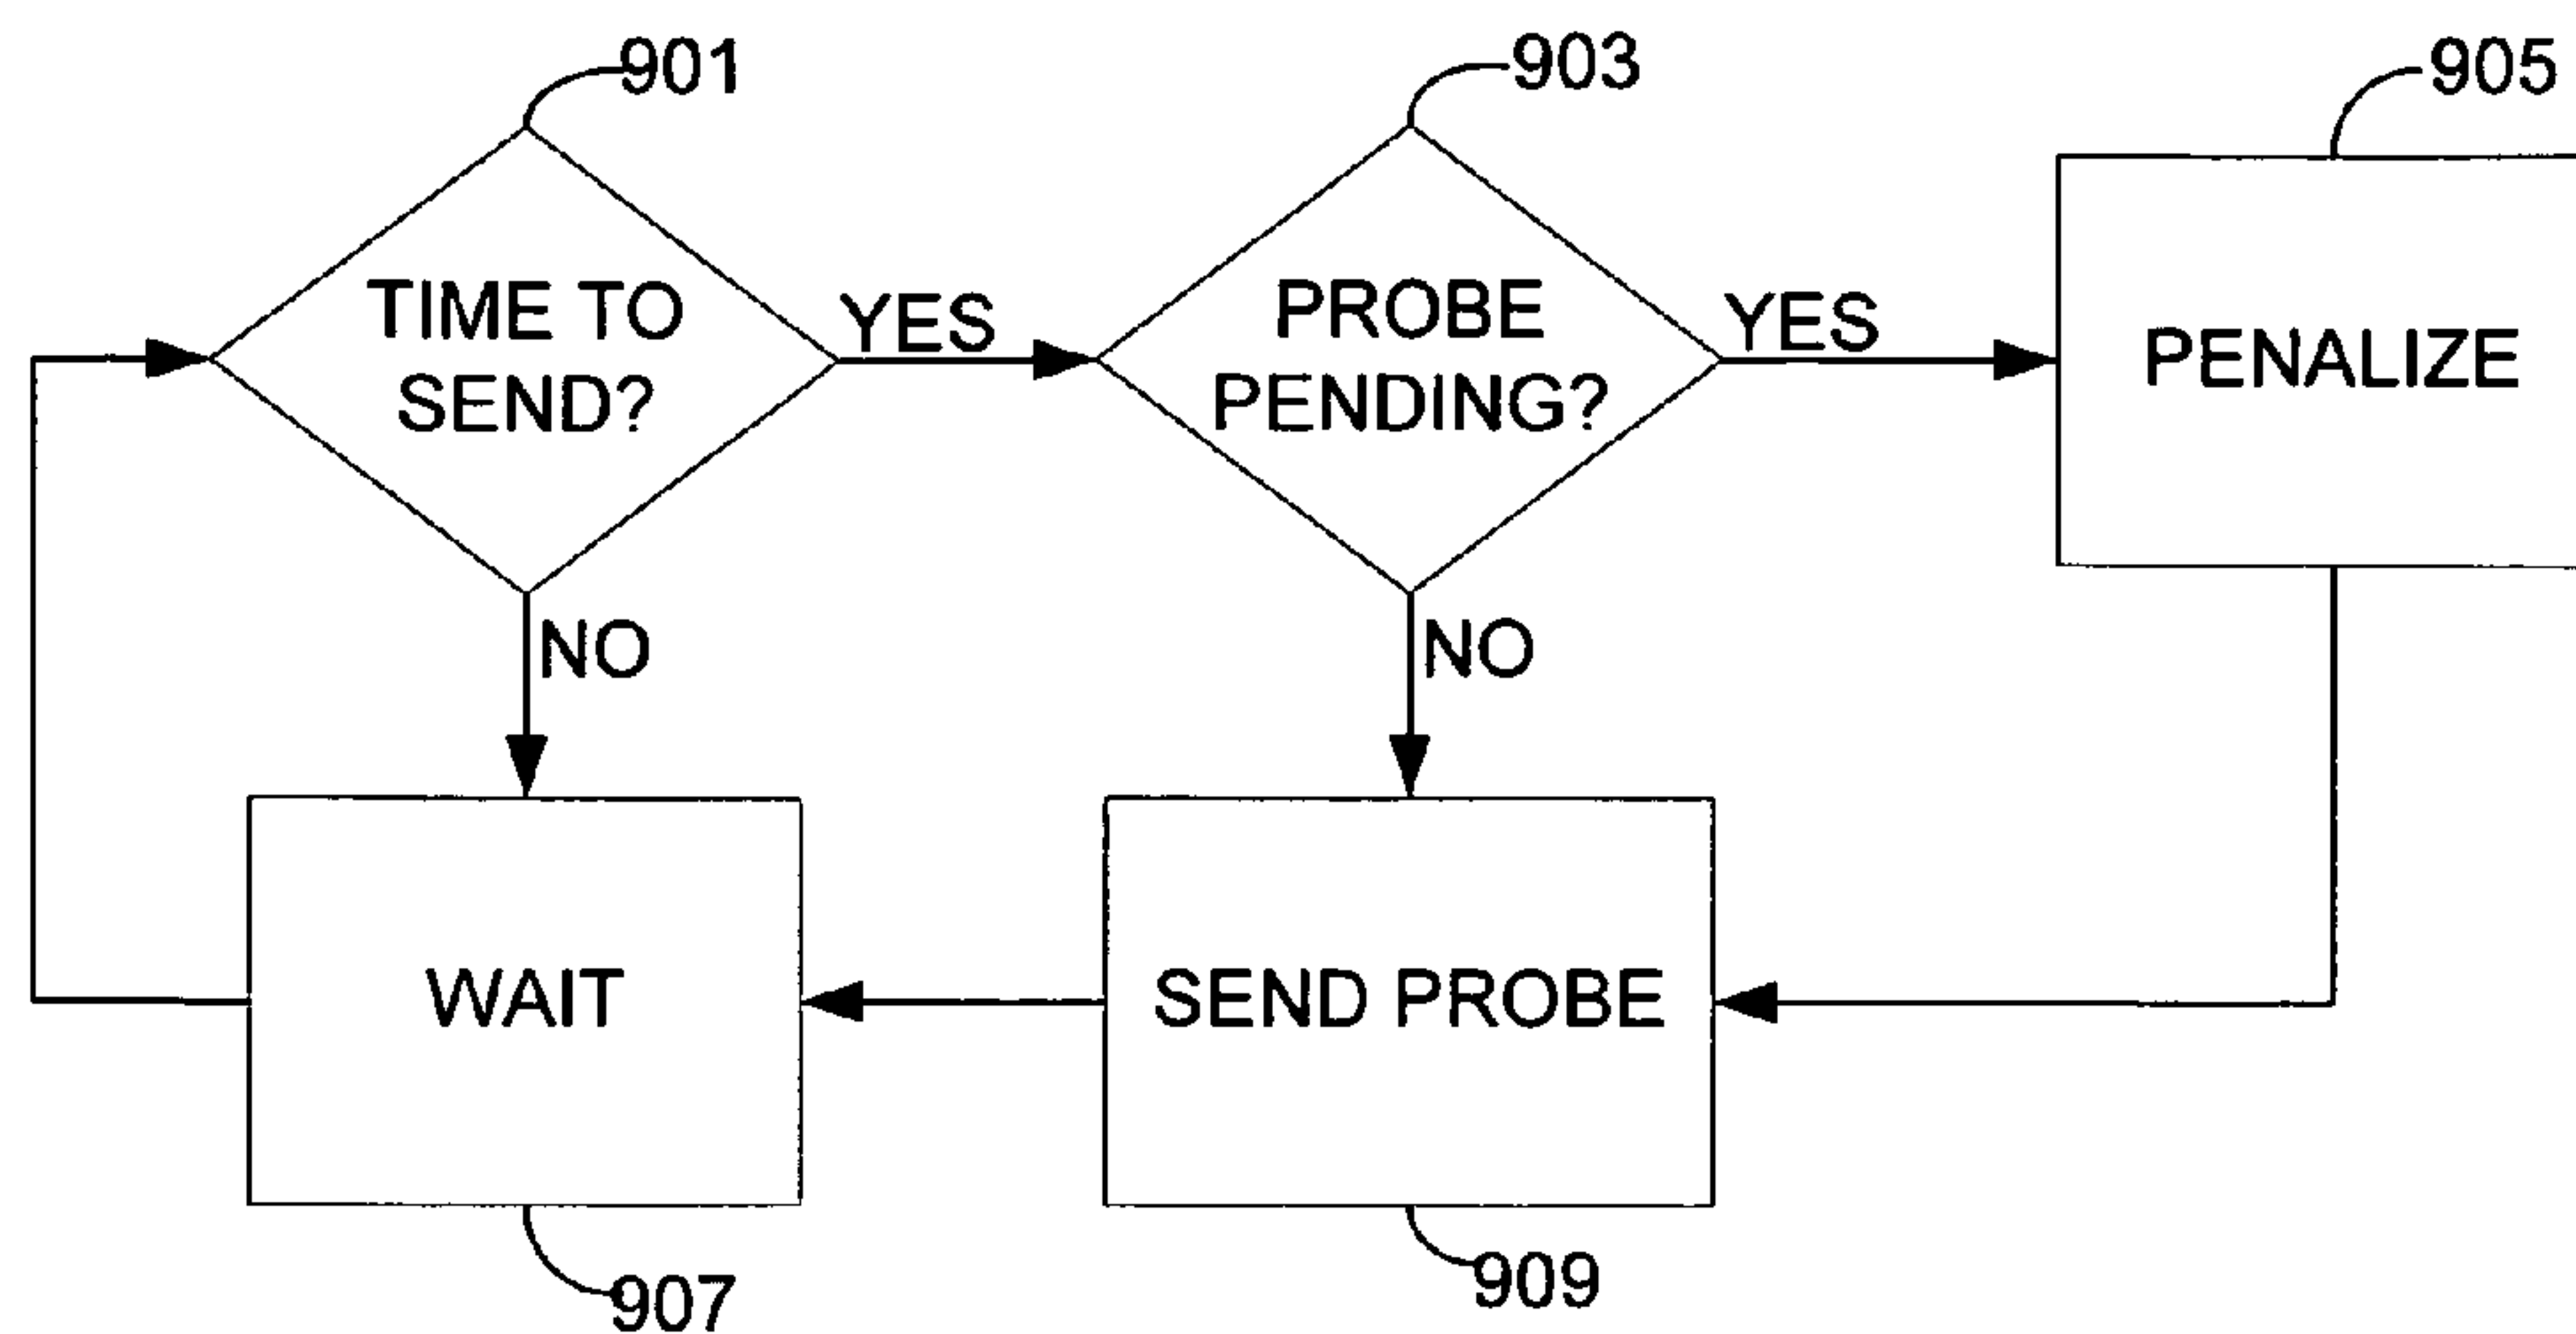 901
903
905
TIME TO
SEND?
YES
PROBE
PENDING?
YES
PENALIZE
NO
NO
WAIT
SEND PROBE
907
909